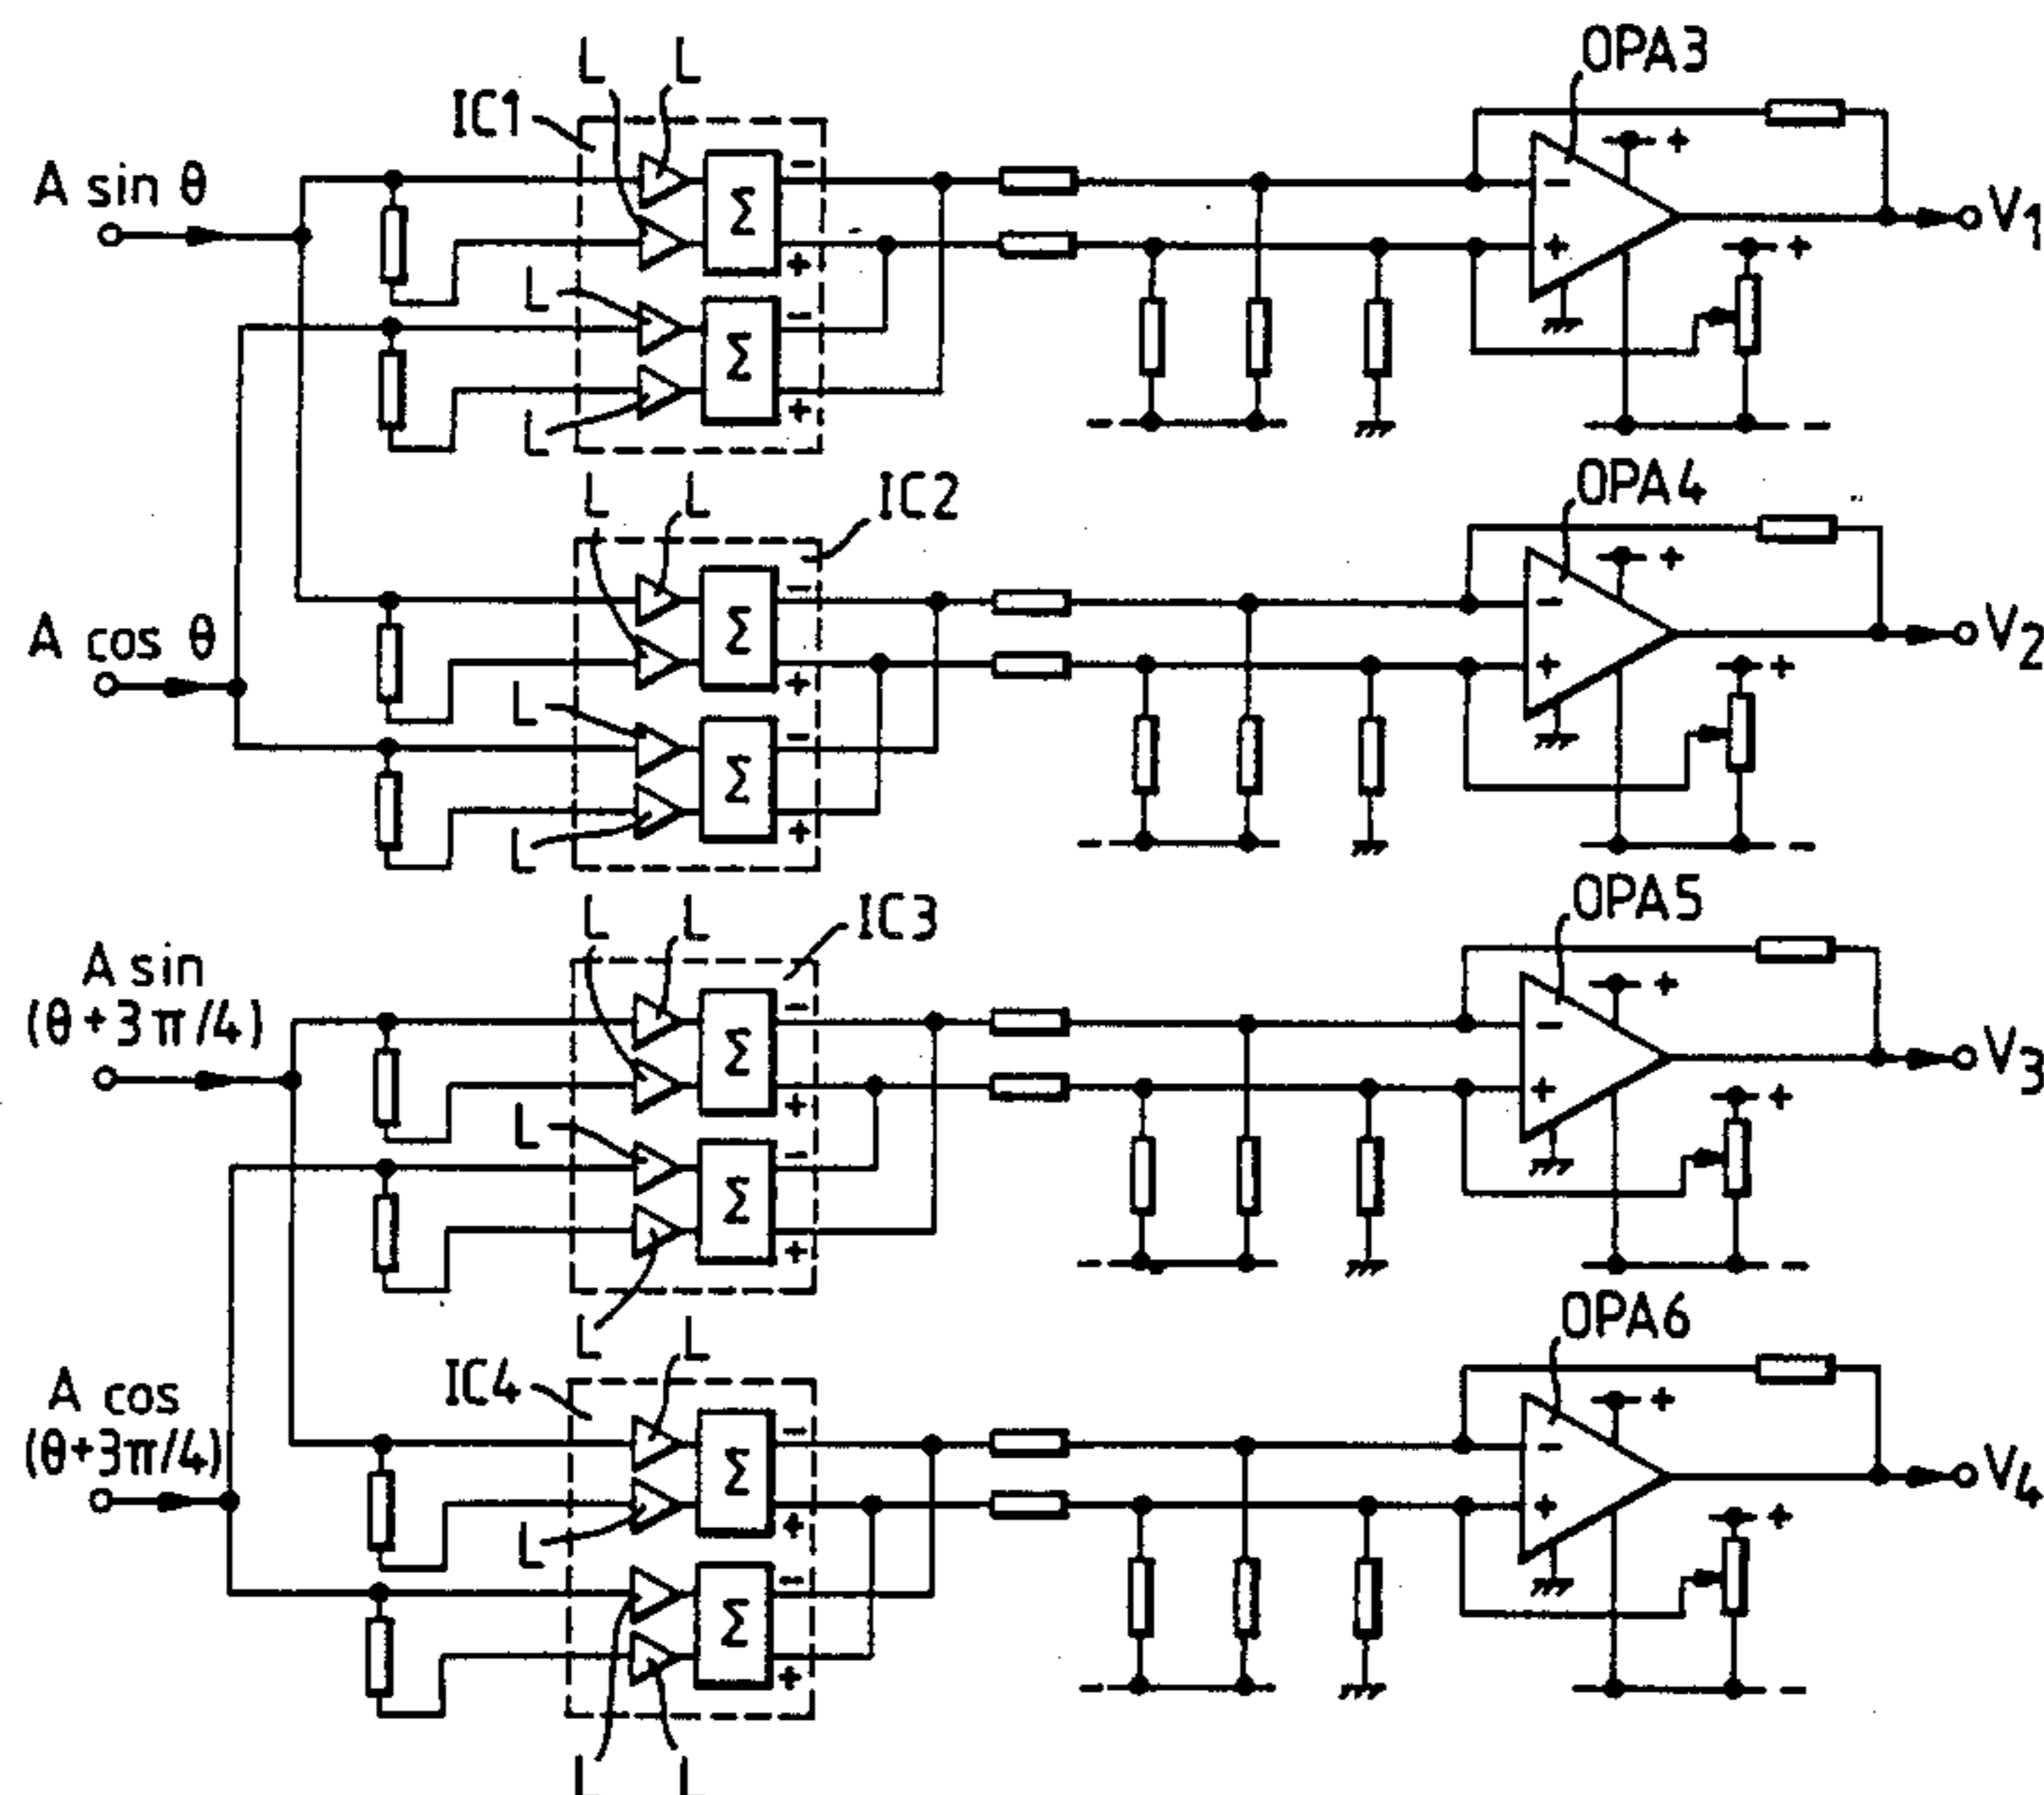 OPA3
L L
IC1
A sin θ
Σ
−
+
− + +
V1
L
Σ
−
+
L
− −
L L
IC2
OPA4
A cos θ
Σ
−
+
− + +
V2
L
Σ
−
+
L
− −
L L
IC3
OPA5
A sin
(θ+3π/4)
Σ
−
+
− + +
V3
L
Σ
−
+
− −
L L
IC4
OPA6
A cos
(θ+3π/4)
Σ
−
+
− + +
V4
L
Σ
−
+
− −
L L